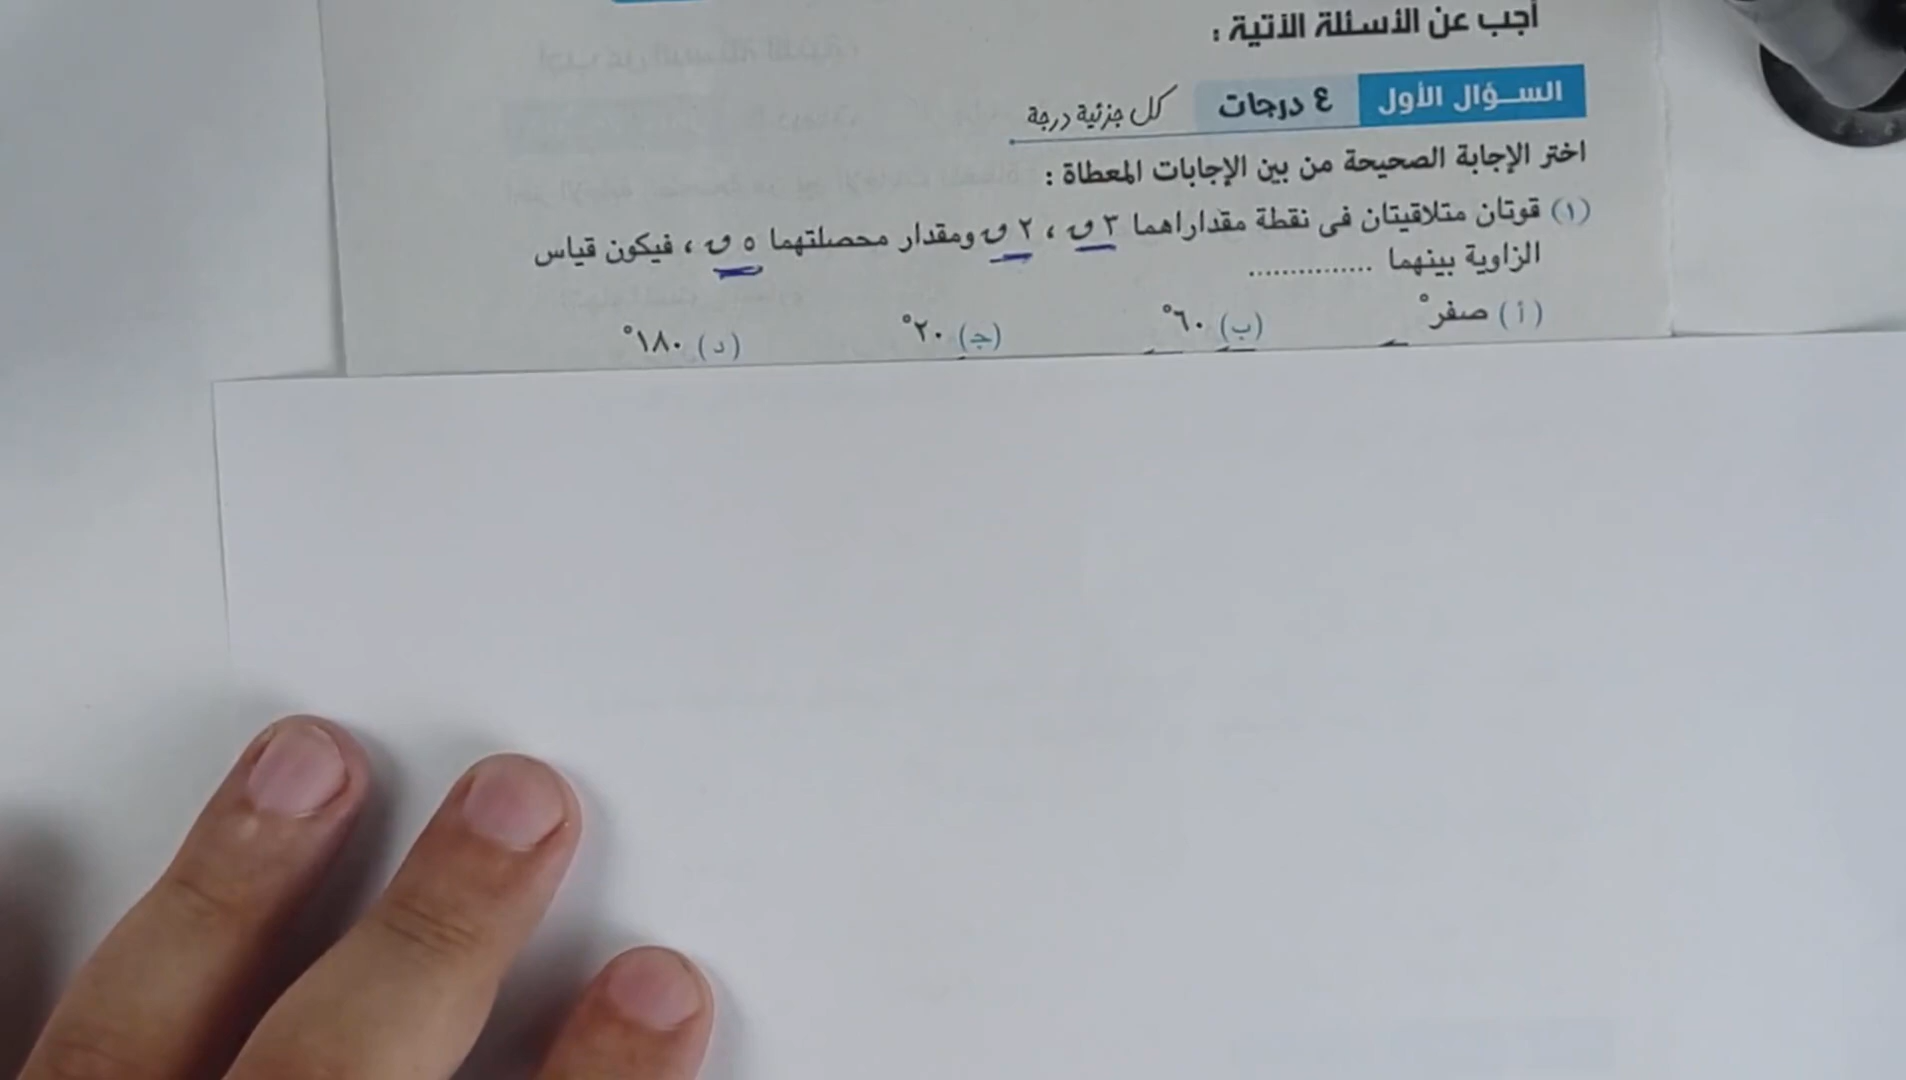 أجب عن الأسئلة الآتية :
السـؤال الأول ٤ درجات كل جزئية درجة
اختر الإجابة الصحيحة من بين الإجابات المعطاة :
(١) قوتان متلاقيتان فى نقطة مقداراهما ٣ ق ، ٢ ق ومقدار محصلتهما ٥ ق ، فيكون قياس
الزاوية بينهما ...............
(أ) صفر° (ب) ٦٠° (جـ) ٢٠° (د) ١٨٠°